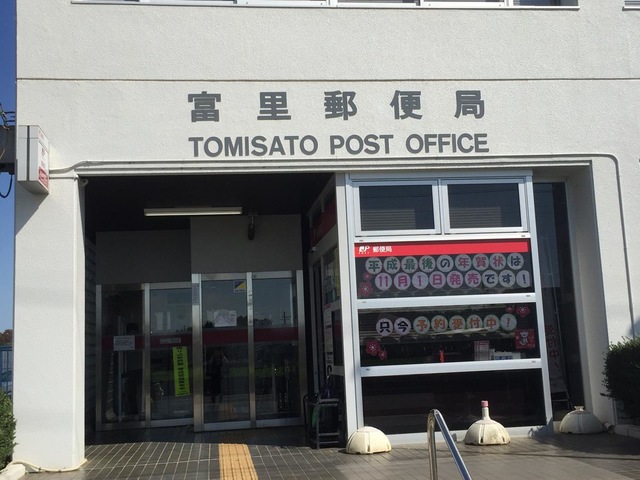 富里郵便局
TOMISATO POST OFFICE
郵便局
平成最後の年賀状は
11月1日発売です!
只今予約受付中!